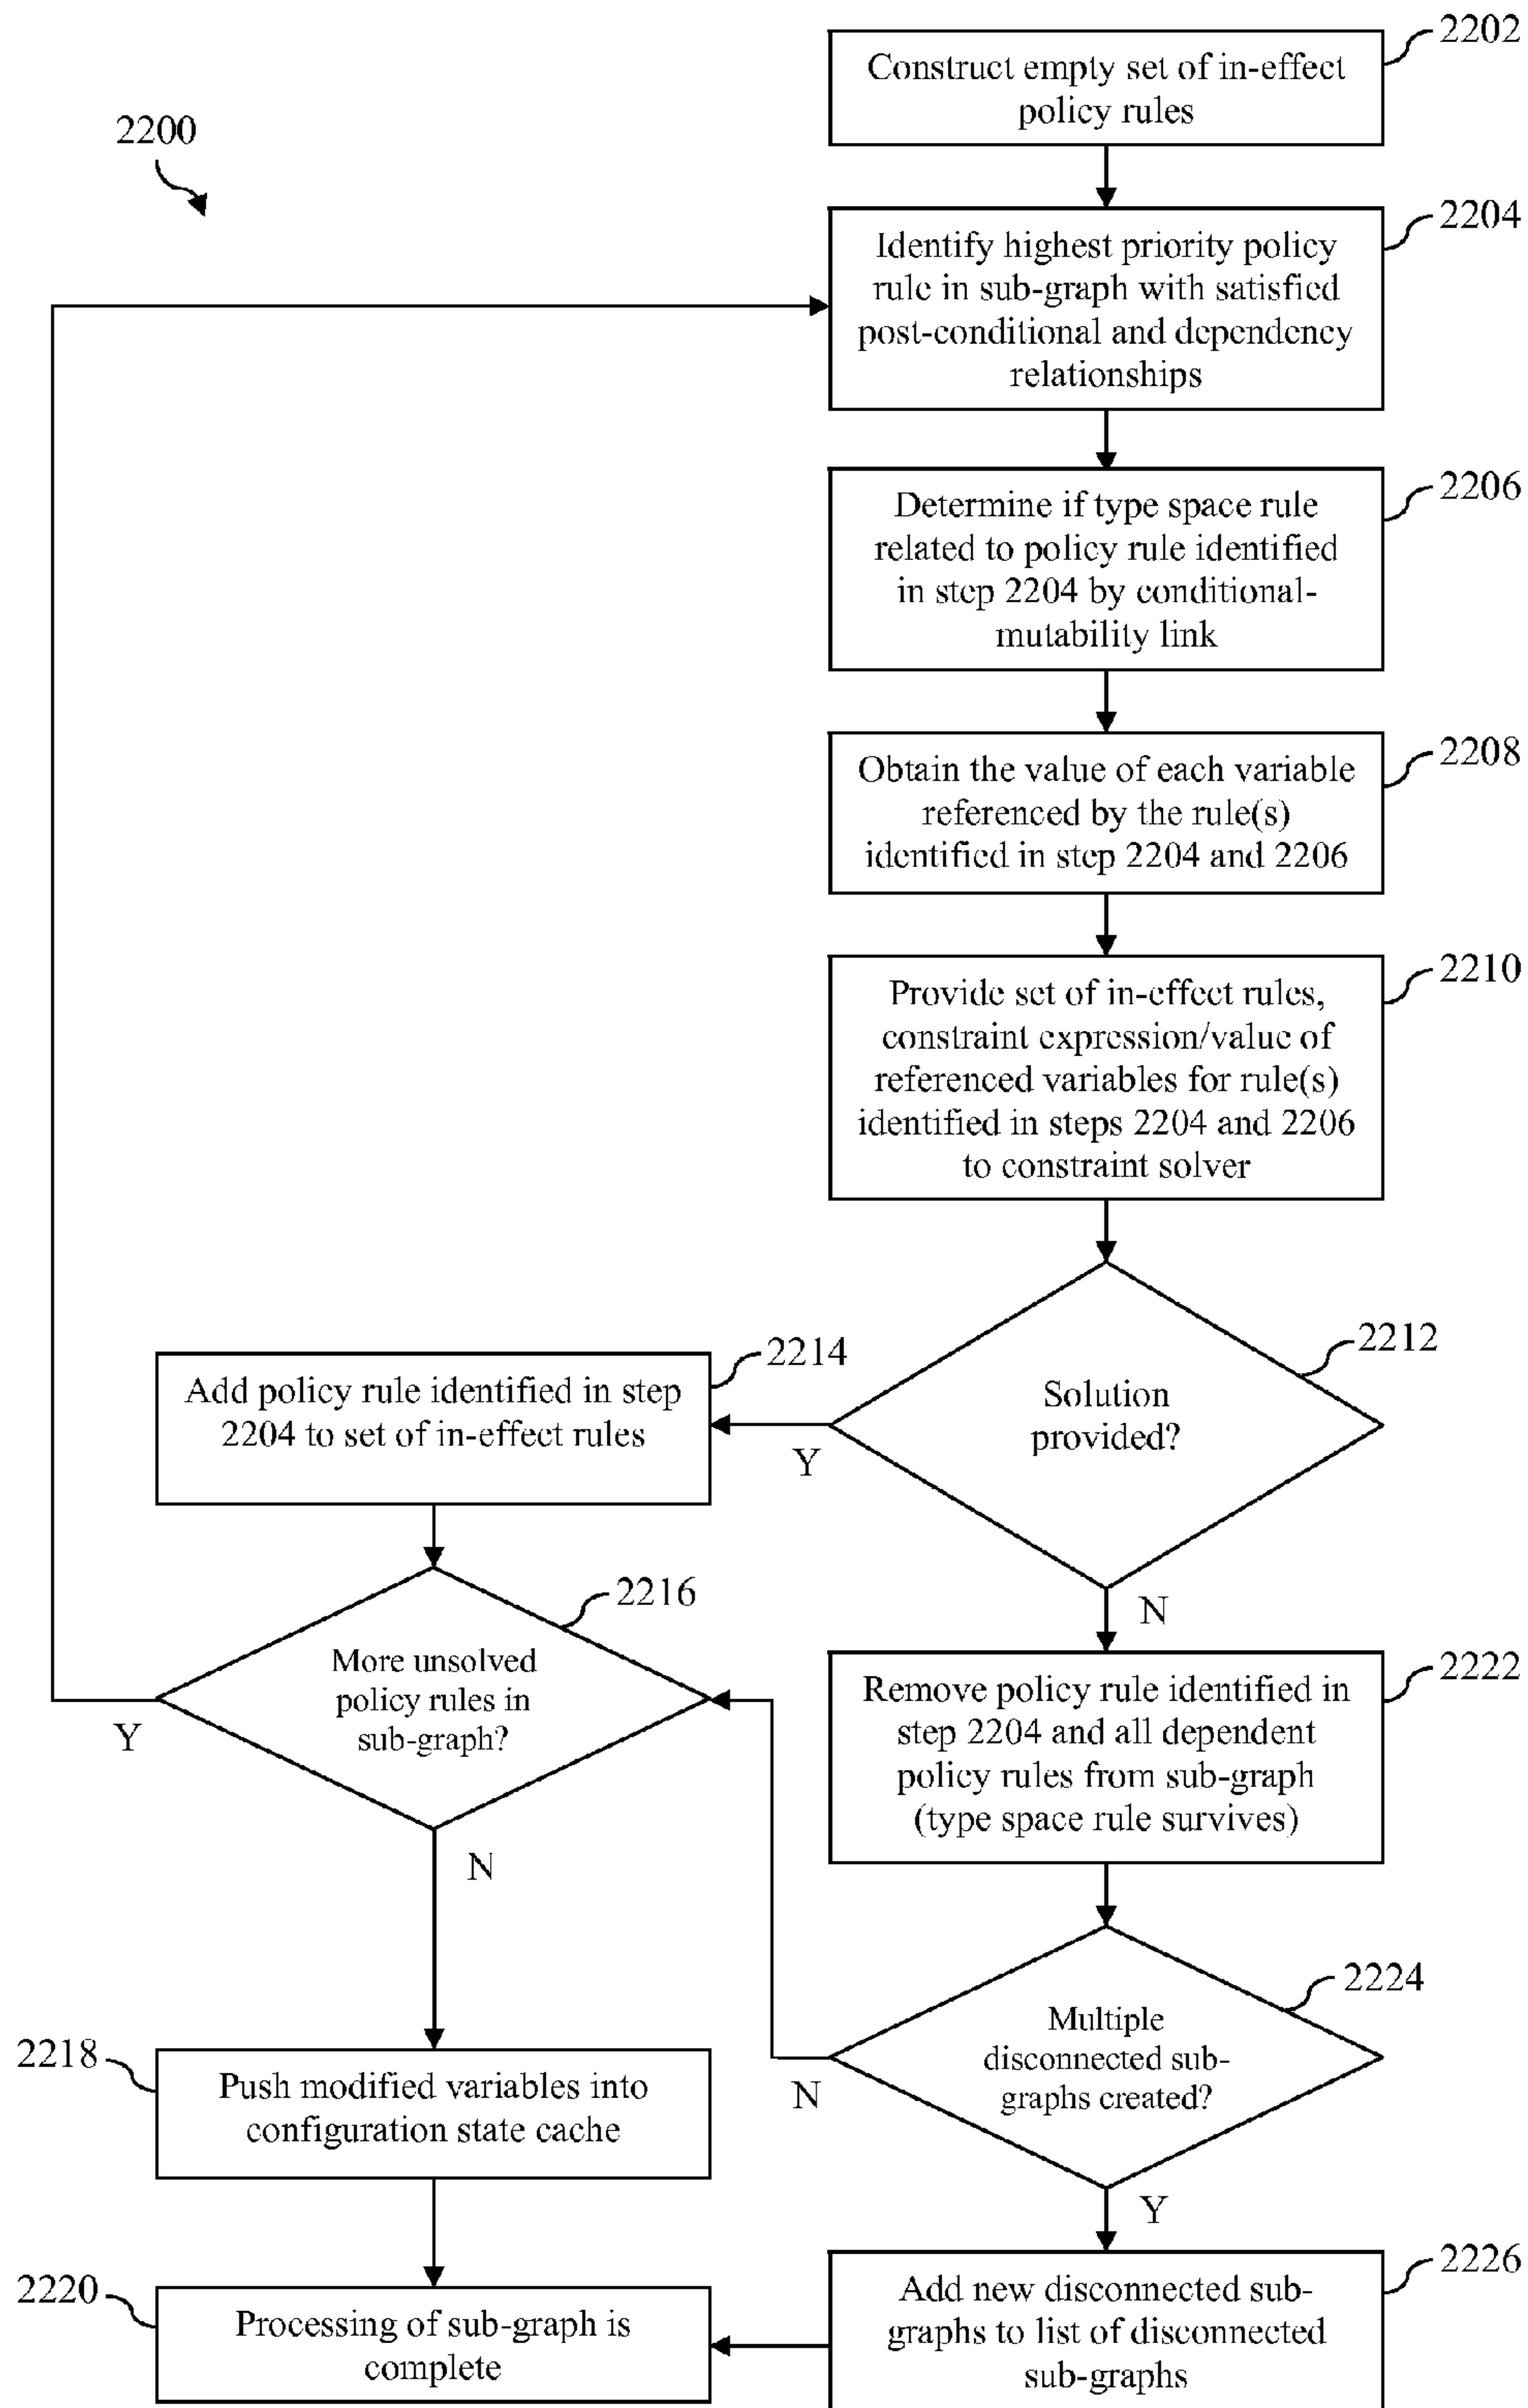 2202
Construct empty set of in-effect
policy rules
2200
2204
Identify highest priority policy
rule in sub-graph with satisfied
post-conditional and dependency
relationships
2206
Determine if type space rule
related to policy rule identified
in step 2204 by conditional-
mutability link
2208
Obtain the value of each variable
referenced by the rule(s)
identified in step 2204 and 2206
2210
Provide set of in-effect rules,
constraint expression/value of
referenced variables for rule(s)
identified in steps 2204 and 2206
to constraint solver
2212
Solution
provided?
Y
2214
Add policy rule identified in step
2204 to set of in-effect rules
2216
More unsolved
policy rules in
sub-graph?
Y
N
N
2222
Remove policy rule identified in
step 2204 and all dependent
policy rules from sub-graph
(type space rule survives)
2224
Multiple
disconnected sub-
graphs created?
N
Y
2218
Push modified variables into
configuration state cache
2220
Processing of sub-graph is
complete
2226
Add new disconnected sub-
graphs to list of disconnected
sub-graphs